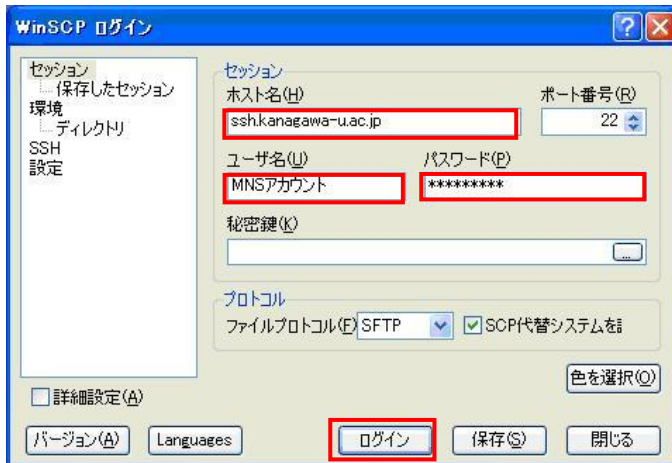 WinSCP ログイン
セッション
保存したセッション
環境
ディレクトリ
SSH
設定
セッション
ホスト名(H)
ポート番号(R)
ssh.kanagawa-u.ac.jp
22
ユーザ名(U)
パスワード(P)
MNSアカウント
*********
秘密鍵(K)
...
プロトコル
ファイルプロトコル(F) SFTP
SCP代替システムを
色を選択(O)
詳細設定(A)
バージョン(A)
Languages
ログイン
保存(S)
閉じる